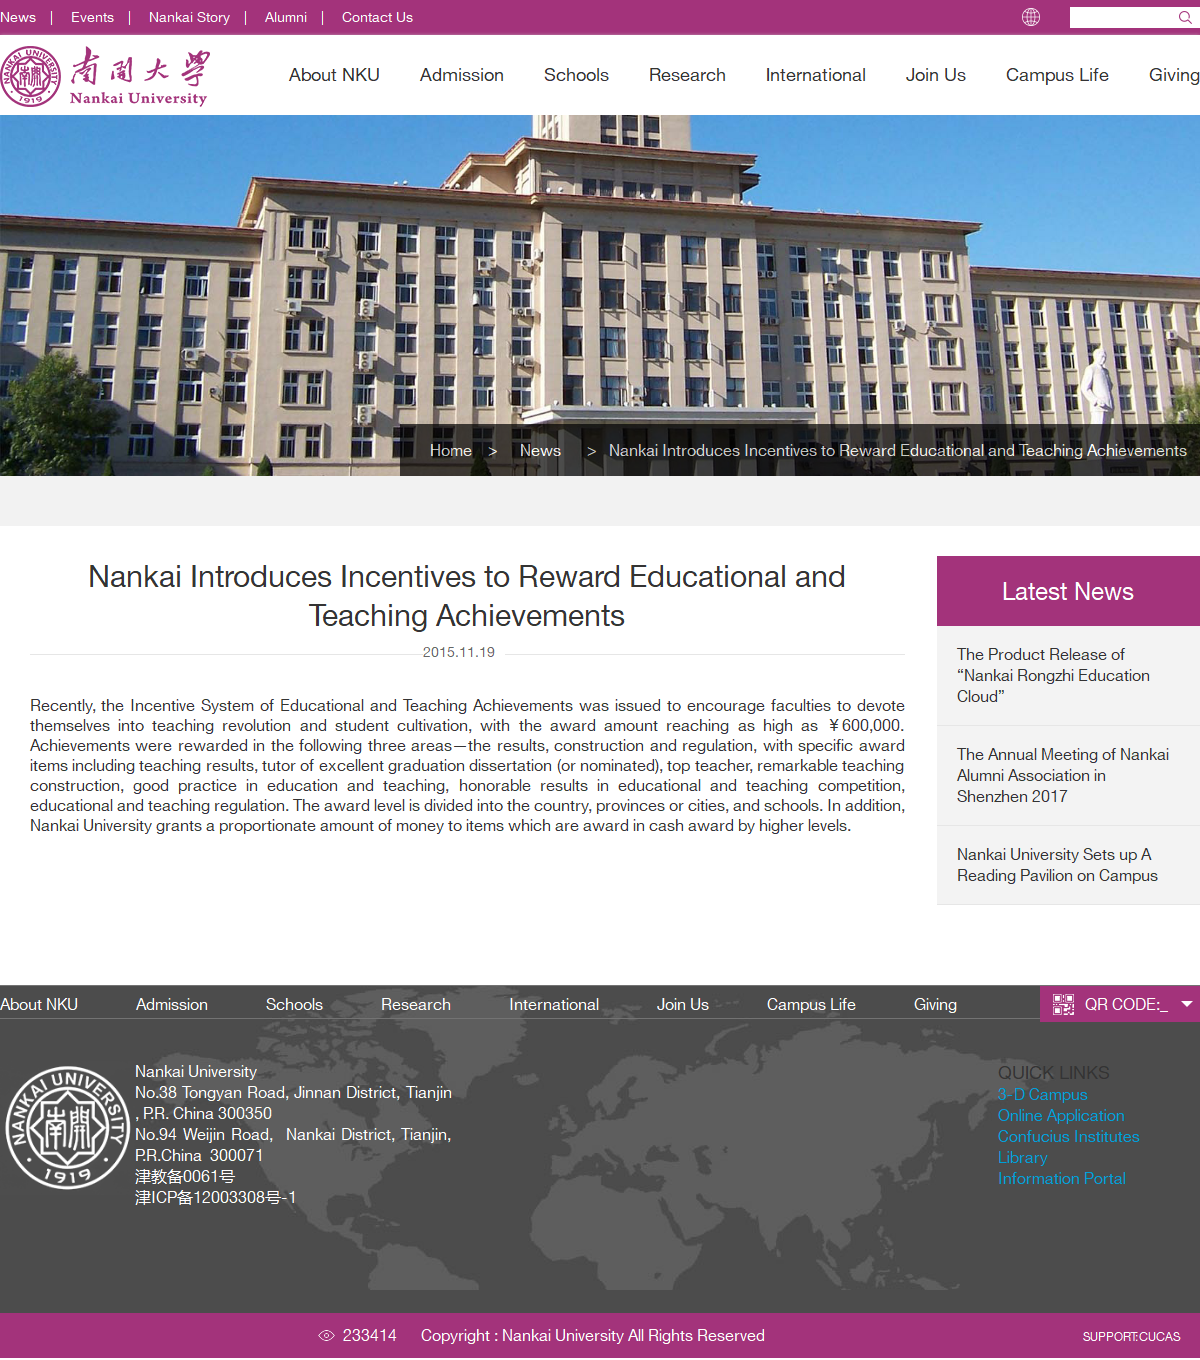 News | Events | Nankai Story | Alumni | Contact Us
NANKAI UNIVERSITY 1919 南開 南開大學
Nankai University
About NKU Admission Schools Research International Join Us Campus Life Giving
Home > News > Nankai Introduces Incentives to Reward Educational and Teaching Achievements
Nankai Introduces Incentives to Reward Educational and
Teaching Achievements
2015.11.19
Recently, the Incentive System of Educational and Teaching Achievements was issued to encourage faculties to devote
themselves into teaching revolution and student cultivation, with the award amount reaching as high as ￥600,000.
Achievements were rewarded in the following three areas—the results, construction and regulation, with specific award
items including teaching results, tutor of excellent graduation dissertation (or nominated), top teacher, remarkable teaching
construction, good practice in education and teaching, honorable results in educational and teaching competition,
educational and teaching regulation. The award level is divided into the country, provinces or cities, and schools. In addition,
Nankai University grants a proportionate amount of money to items which are award in cash award by higher levels.
Latest News
The Product Release of
“Nankai Rongzhi Education
Cloud”
The Annual Meeting of Nankai
Alumni Association in
Shenzhen 2017
Nankai University Sets up A
Reading Pavilion on Campus
About NKU Admission Schools Research International Join Us Campus Life Giving QR CODE:_
NANKAI UNIVERSITY 南開 1919
Nankai University
No.38 Tongyan Road, Jinnan District, Tianjin
, P.R. China 300350
No.94 Weijin Road, Nankai District, Tianjin,
P.R.China 300071
津教备0061号
津ICP备12003308号-1
QUICK LINKS
3-D Campus
Online Application
Confucius Institutes
Library
Information Portal
233414 Copyright : Nankai University All Rights Reserved SUPPORT:CUCAS